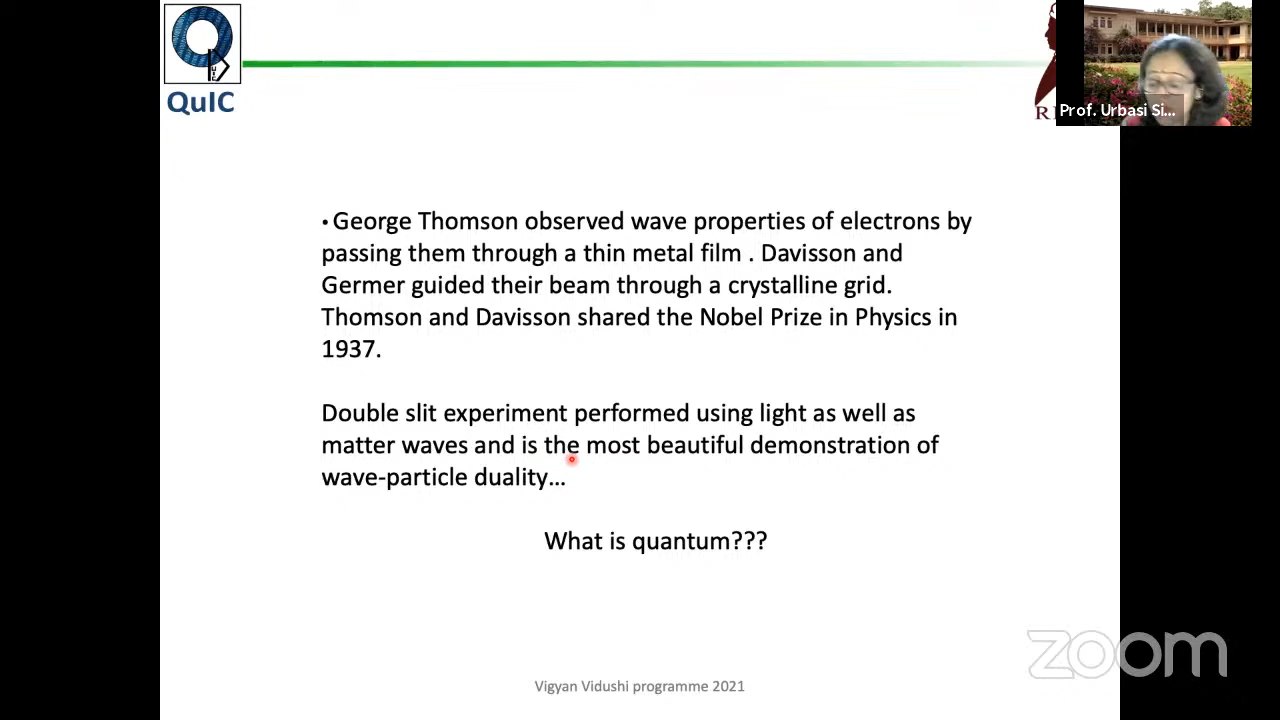 QuIC
Prof. Urbasi Si...
• George Thomson observed wave properties of electrons by
passing them through a thin metal film . Davisson and
Germer guided their beam through a crystalline grid.
Thomson and Davisson shared the Nobel Prize in Physics in
1937.
Double slit experiment performed using light as well as
matter waves and is the most beautiful demonstration of
wave-particle duality...
What is quantum???
zoom
Vigyan Vidushi programme 2021